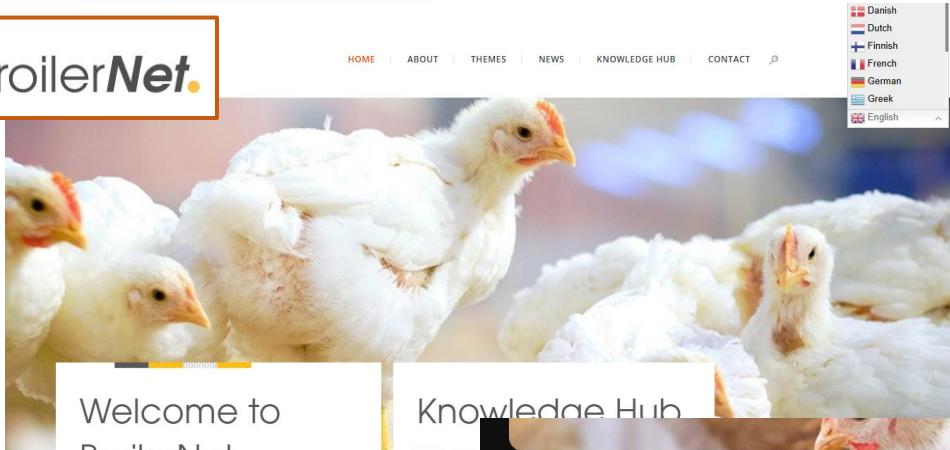 roilerNet.
HOME
ABOUT
THEMES
NEWS
KNOWLEDGE HUB
CONTACT
Danish
Dutch
Finnish
French
German
Greek
English
Welcome to
Knowledge Hub